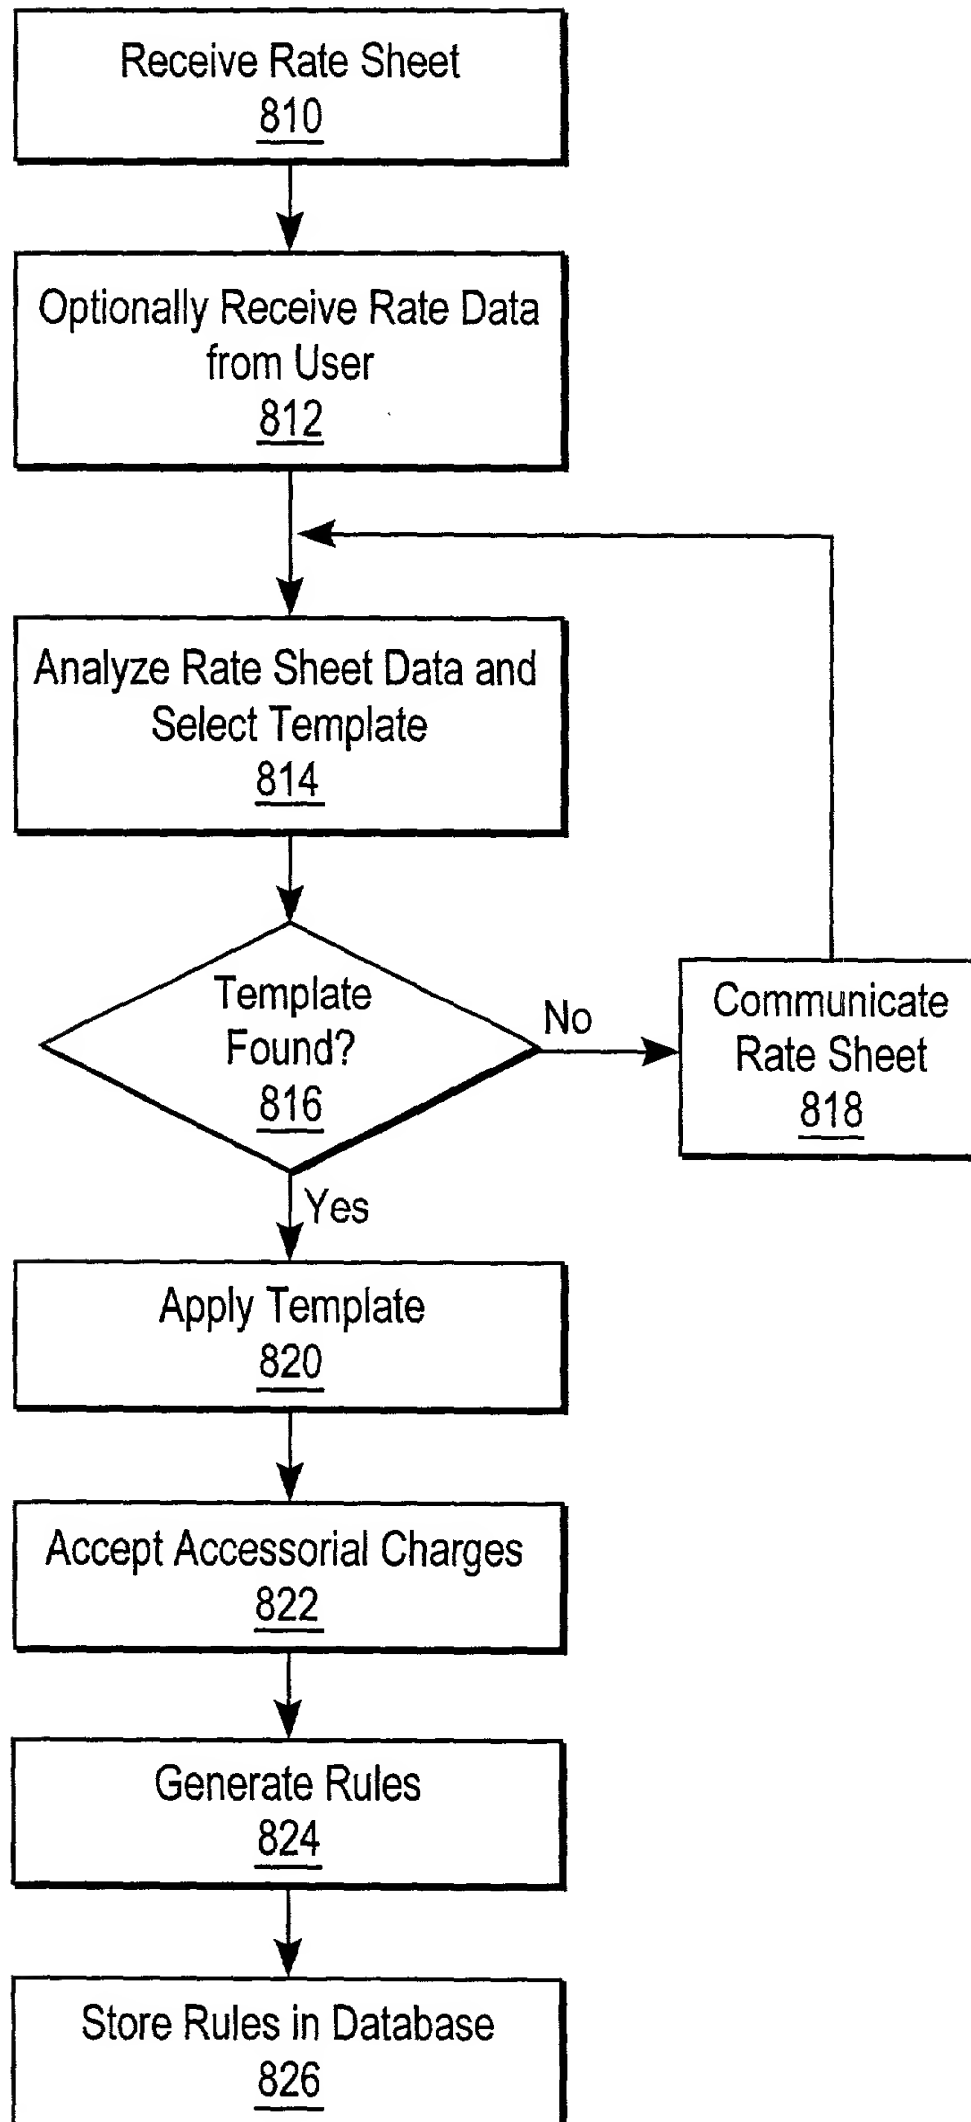 Receive Rate Sheet
810
Optionally Receive Rate Data
from User
812
Analyze Rate Sheet Data and
Select Template
814
Template
Found?
816
No
Communicate
Rate Sheet
818
Yes
Apply Template
820
Accept Accessorial Charges
822
Generate Rules
824
Store Rules in Database
826